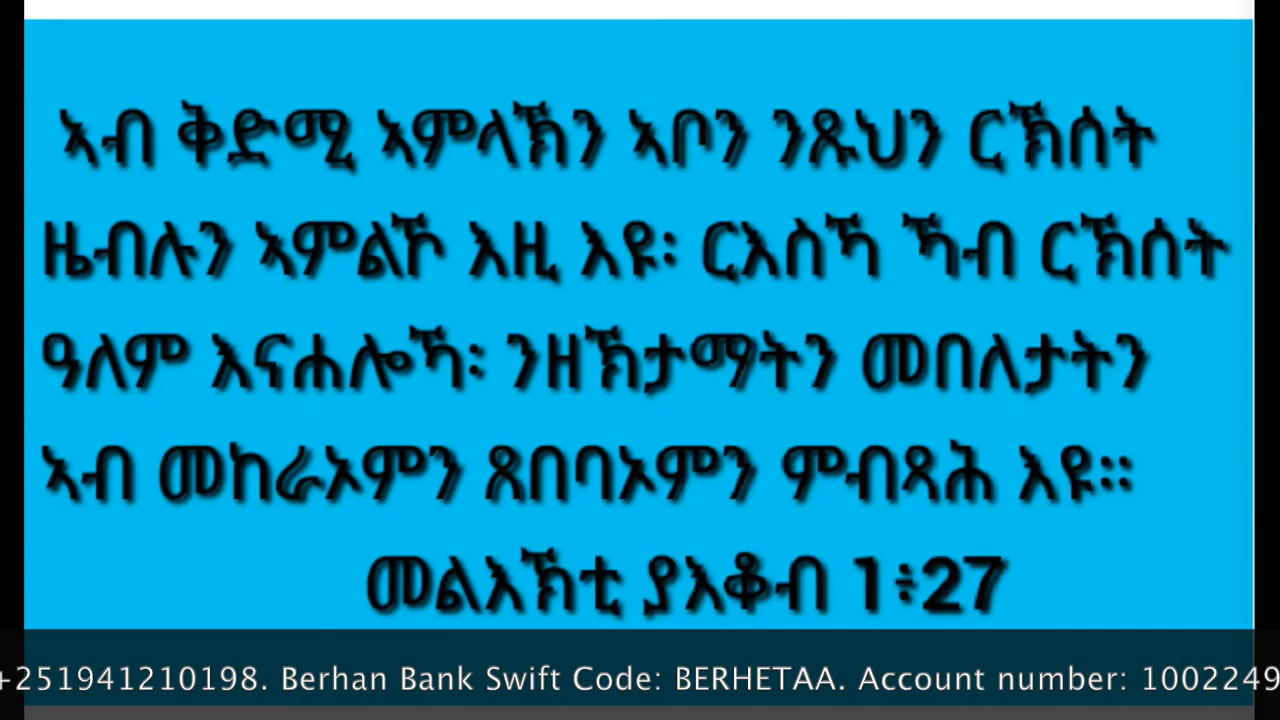 ኣብ ቅድሚ ኣምላኽን ኣቦን ንጹህን ርኽሰት
ዜብሉን ኣምልኾ እዚ እዩ፡ ርእስኻ ኻብ ርኽሰት
ዓለም እናሐሎኻ፡ ንዘኽታማትን መበለታትን
ኣብ መከራኦምን ጸበባኦምን ምብጻሕ እዩ።
መልእኽቲ ያእቆብ 1፥27
+251941210198. Berhan Bank Swift Code: BERHETAA. Account number: 1002249